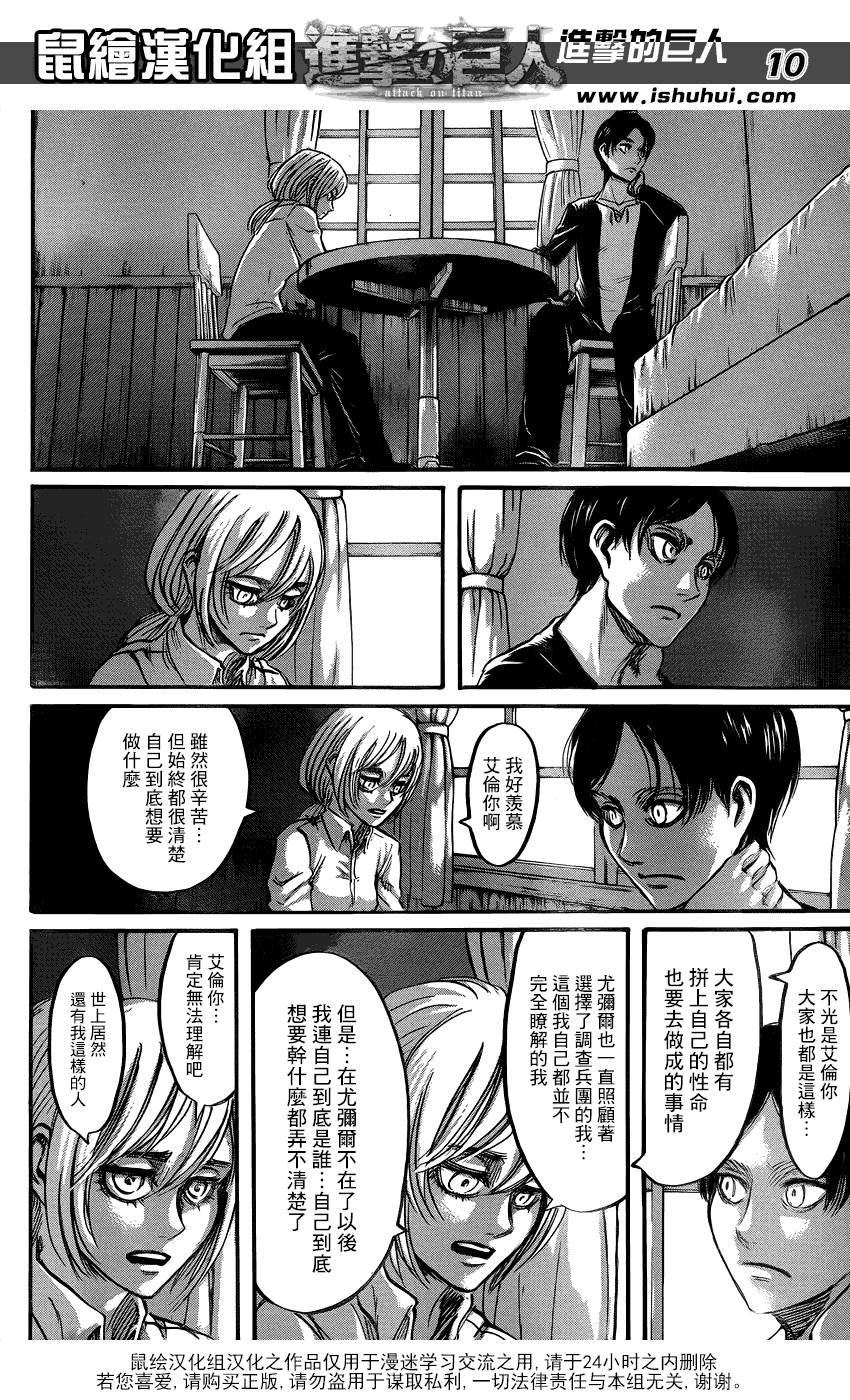 鼠繪漢化組
進撃の巨人
attack on titan
進擊的巨人
www.ishuhui.com
10
我好羨慕
艾倫你啊
雖然很辛苦…
但始終都很清楚
自己到底想要
做什麼
不光是艾倫你
大家也都是這樣…
大家各自都有
拼上自己的性命
也要去做成的事情
尤彌爾也一直照顧著
選擇了調查兵團的我…
這個我自己都並不
完全瞭解的我
但是…在尤彌爾不在了以後
我連自己到底是誰…自己到底
想要幹什麼都弄不清楚了
艾倫你…
肯定無法理解吧
世上居然
還有我這樣的人
鼠绘汉化组汉化之作品仅用于漫迷学习交流之用, 请于24小时之内删除
若您喜爱, 请购买正版, 请勿盗用于谋取私利, 一切法律责任与本组无关, 谢谢。